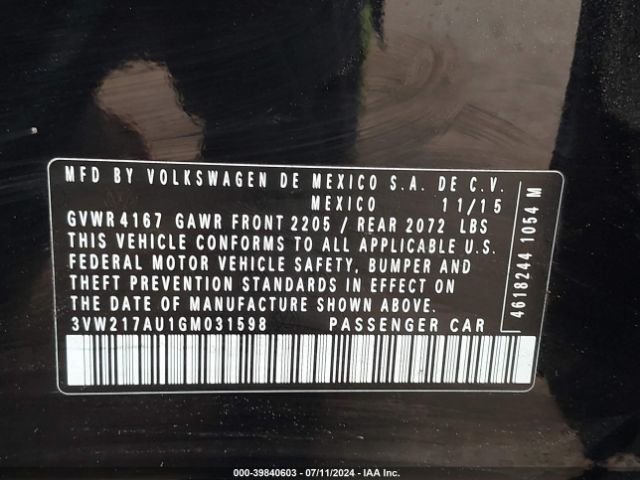 MFD BY VOLKSWAGEN DE MEXICO S.A. DE C.V.
MEXICO 11/15
GVWR 4167 GAWR FRONT 2205 / REAR 2072 LBS
THIS VEHICLE CONFORMS TO ALL APPLICABLE U.S.
FEDERAL MOTOR VEHICLE SAFETY, BUMPER AND
THEFT PREVENTION STANDARDS IN EFFECT ON
THE DATE OF MANUFACTURE SHOWN ABOVE.
3VW217AU1GM031598 PASSENGER CAR
4618244 1054 M
000-39840603 - 07/11/2024 - IAA Inc.